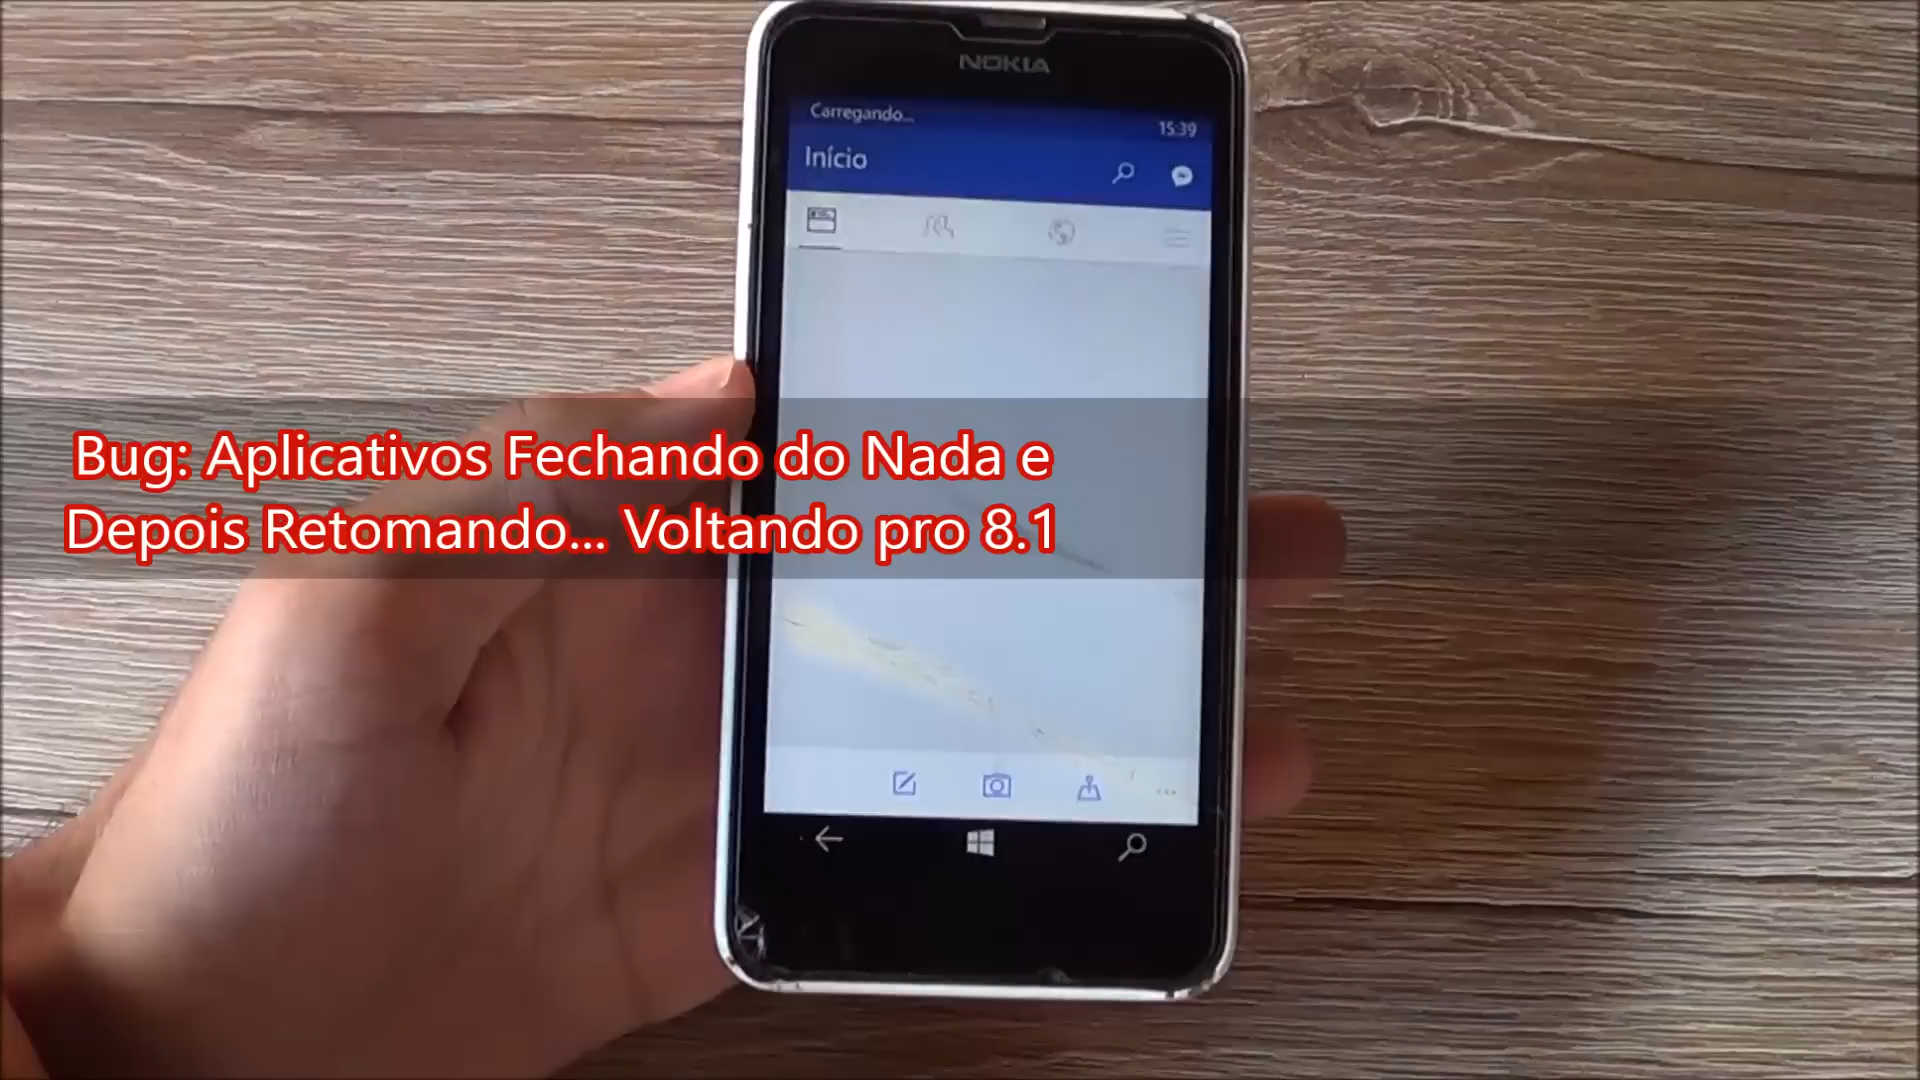 NOKIA
Carregando...
15:39
Início
Bug: Aplicativos Fechando do Nada e
Depois Retomando... Voltando pro 8.1